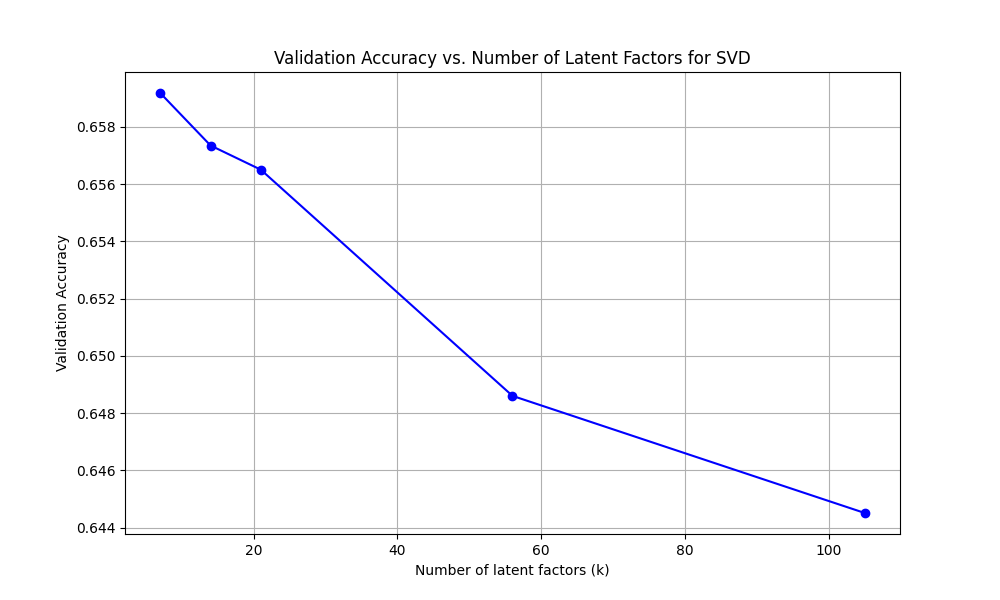 Validation Accuracy vs. Number of Latent Factors for SVD
0.658
0.656
0.654
0.652
0.650
0.648
0.646
0.644
Validation Accuracy
20 40 60 80 100
Number of latent factors (k)